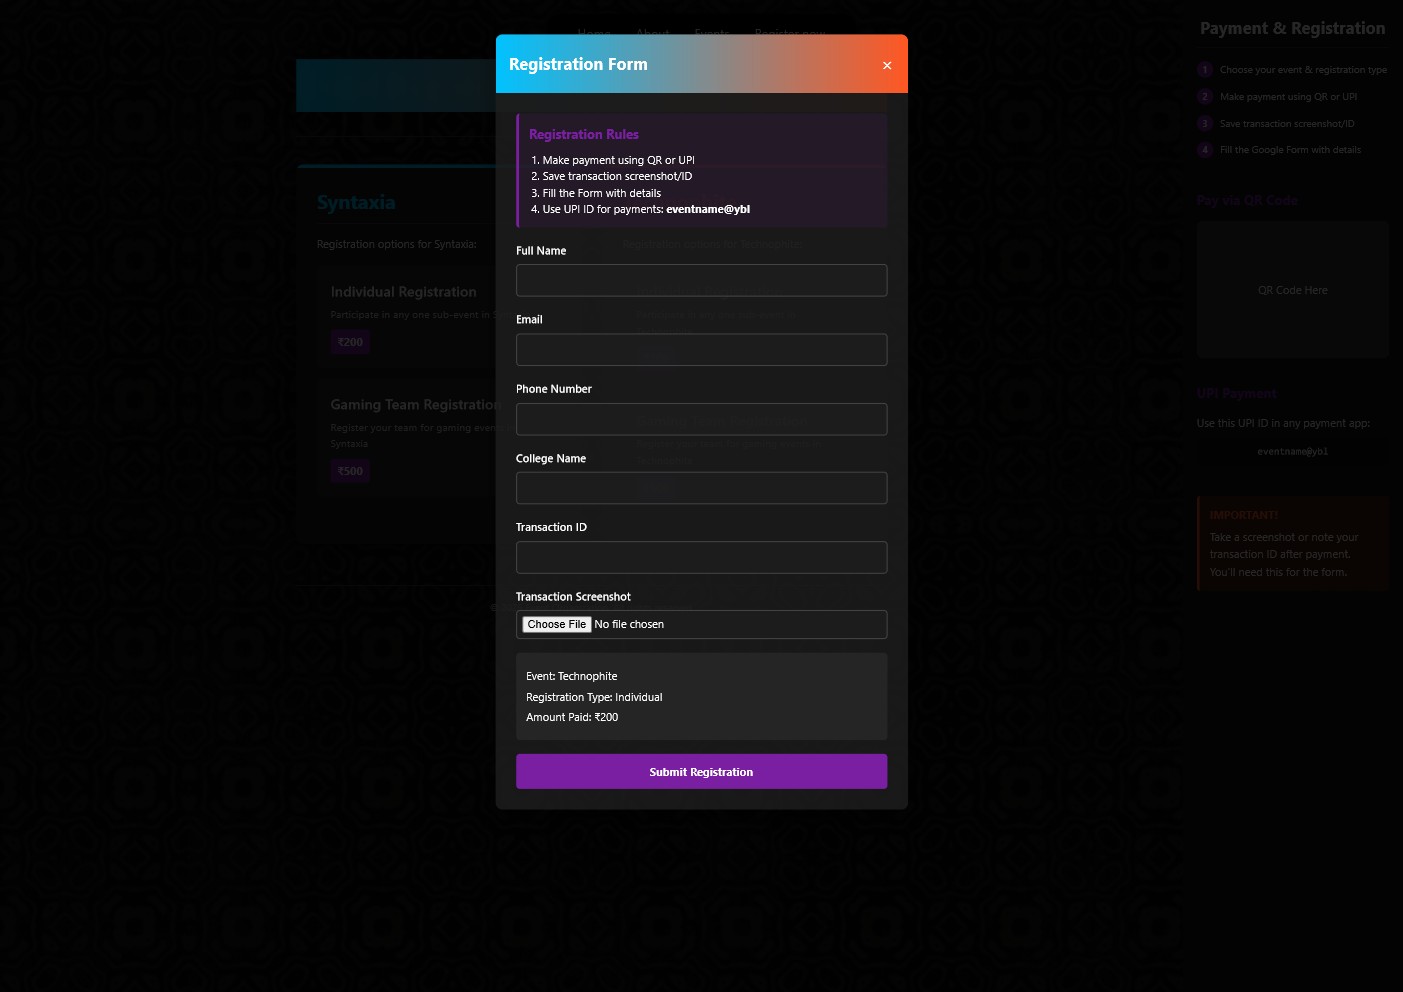 Home About Events Register now
Registration Form
×
Registration Rules
1. Make payment using QR or UPI
2. Save transaction screenshot/ID
3. Fill the Form with details
4. Use UPI ID for payments: eventname@ybl
Full Name
Email
Phone Number
College Name
Transaction ID
Transaction Screenshot
Choose File No file chosen
Event: Technophite
Registration Type: Individual
Amount Paid: ₹200
Submit Registration
Syntaxia
Registration options for Syntaxia:
Individual Registration
Participate in any one sub-event in
₹200
Gaming Team Registration
Register your team for gaming
Syntaxia
₹500
Payment & Registration
1 Choose your event & registration type
2 Make payment using QR or UPI
3 Save transaction screenshot/ID
4 Fill the Google Form with details
Pay via QR Code
QR Code Here
UPI Payment
Use this UPI ID in any payment app:
eventname@ybl
IMPORTANT!
Take a screenshot or note your
transaction ID after payment.
You'll need this for the form.